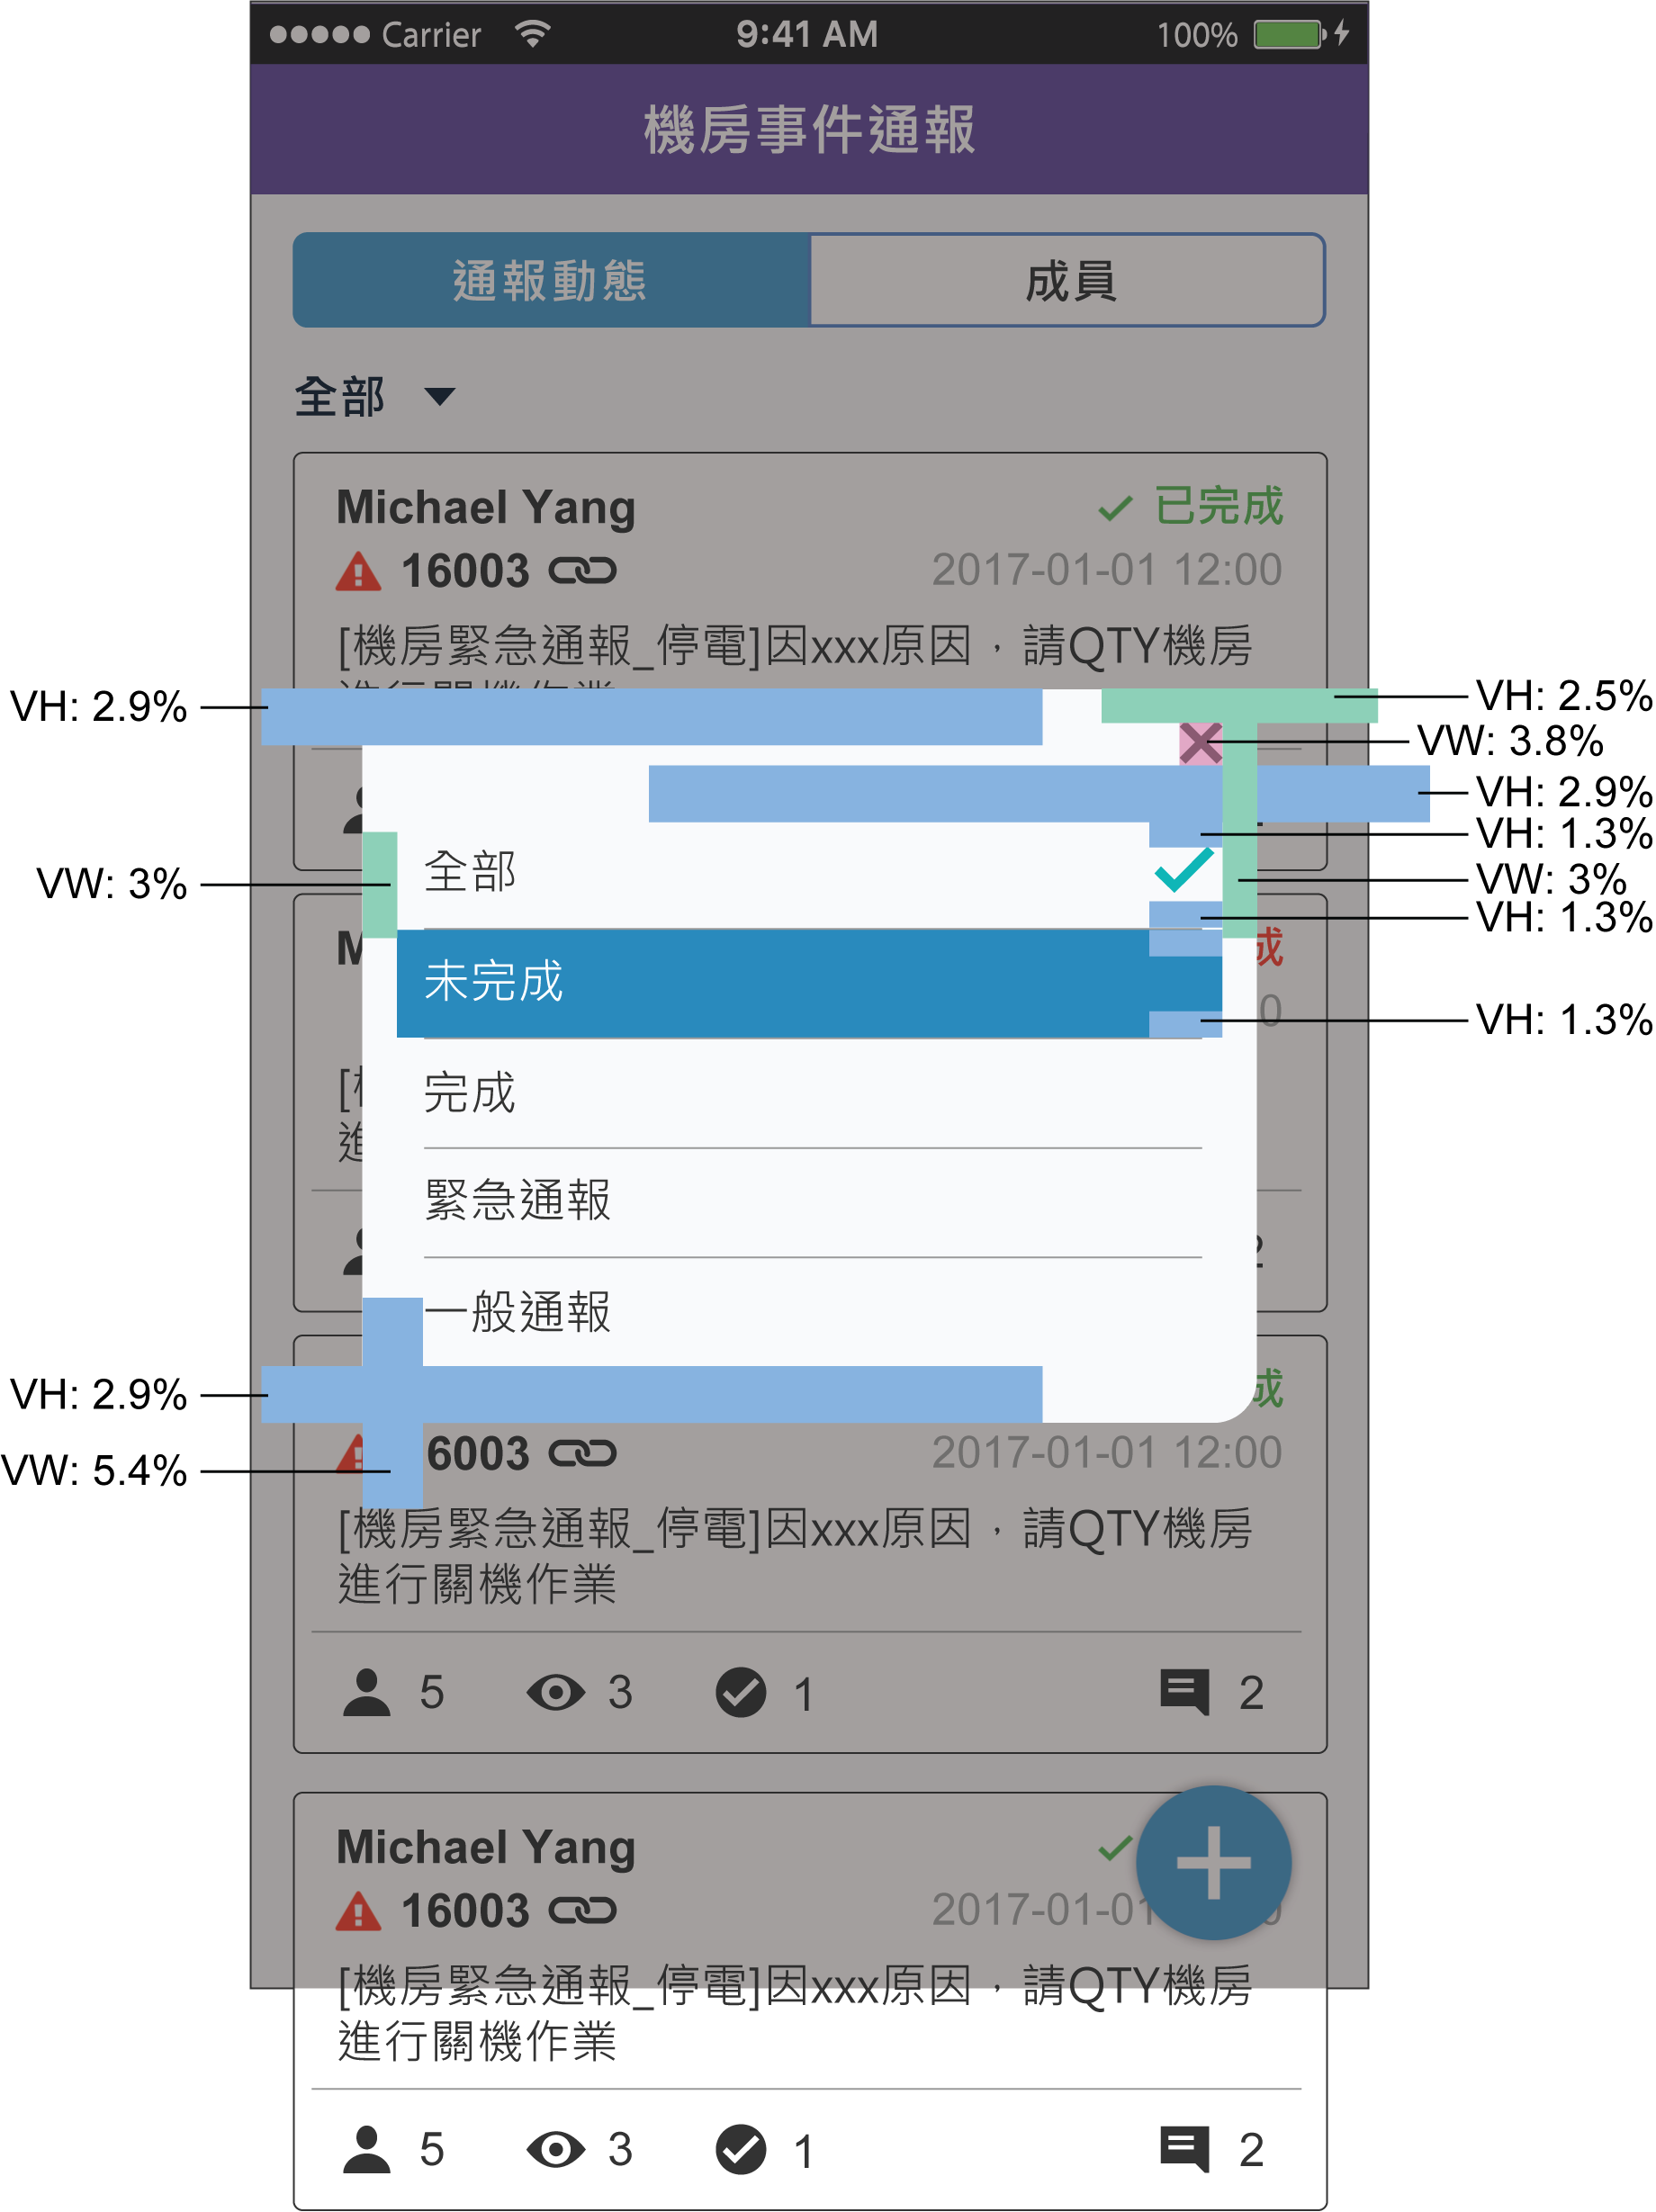 Carrier 9:41 AM 100%
機房事件通報
通報動態 成員
全部
Michael Yang 已完成
16003 2017-01-01 12:00
[機房緊急通報_停電]因xxx原因，請QTY機房
VH: 2.9% VH: 2.5%
VW: 3.8%
VH: 2.9%
VH: 1.3%
全部
VW: 3% VW: 3%
VH: 1.3%
M 成
未完成
0
VH: 1.3%
[
完成
進
緊急通報
2
一般通報
VH: 2.9% 成
6003 2017-01-01 12:00
VW: 5.4%
[機房緊急通報_停電]因xxx原因，請QTY機房
進行關機作業
5 3 1 2
Michael Yang
16003 2017-01-01
[機房緊急通報_停電]因xxx原因，請QTY機房
進行關機作業
5 3 1 2